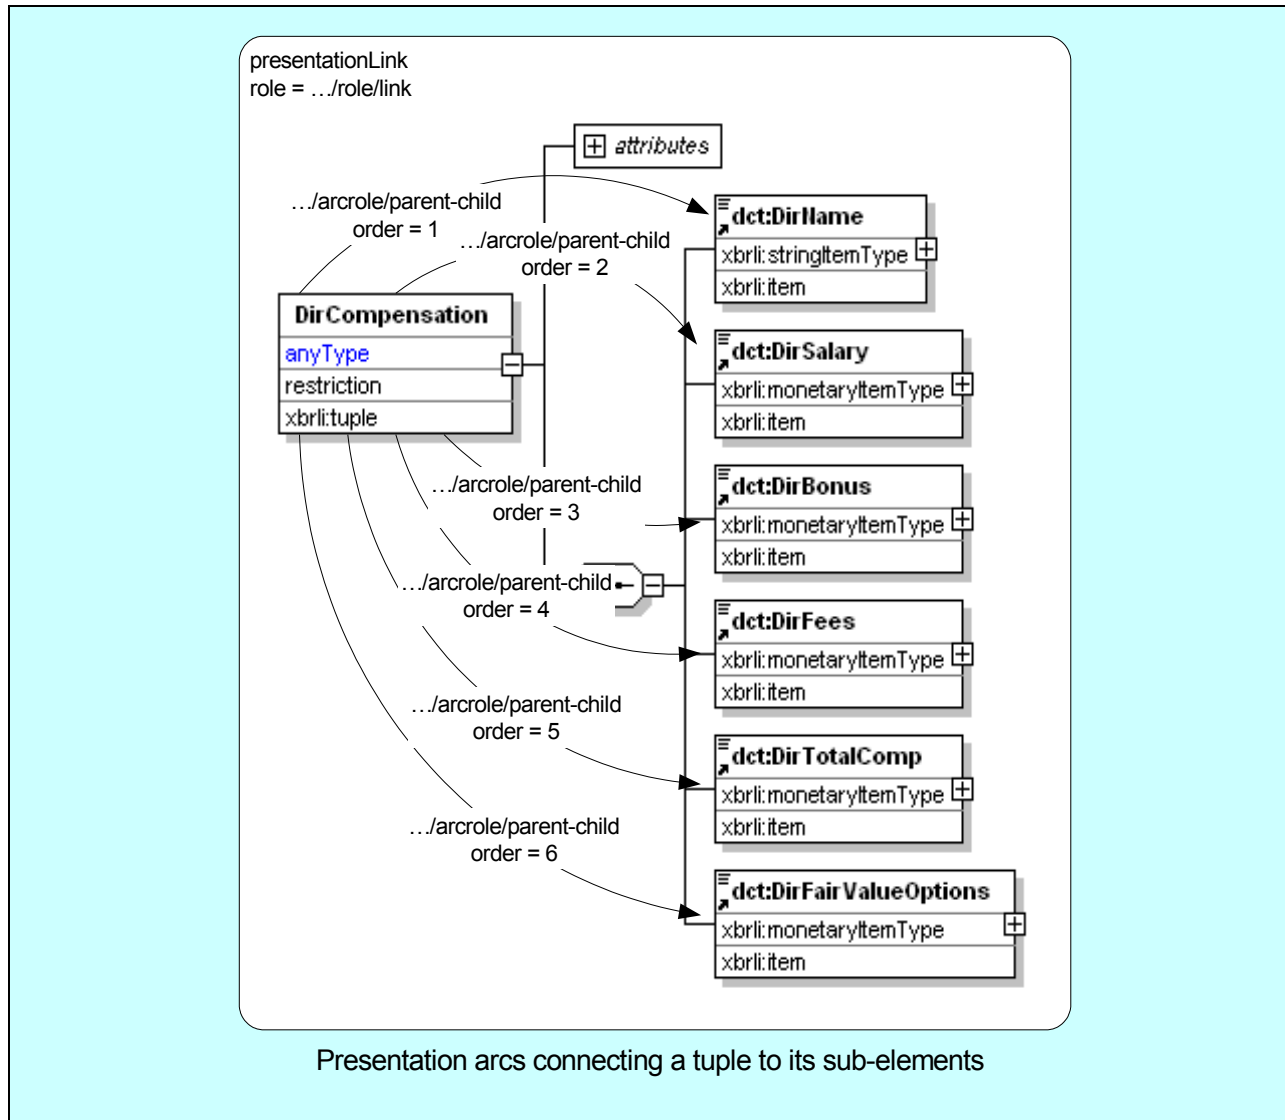 presentationLink
role = …/role/link
attributes
…/arcrole/parent-child
order = 1
…/arcrole/parent-child
order = 2
dct:DirName
xbrli:stringItemType
xbrli:item
DirCompensation
anyType
restriction
xbrli:tuple
dct:DirSalary
xbrli:monetaryItemType
xbrli:item
…/arcrole/parent-child
order = 3
dct:DirBonus
xbrli:monetaryItemType
xbrli:item
…/arcrole/parent-child
order = 4
dct:DirFees
xbrli:monetaryItemType
xbrli:item
…/arcrole/parent-child
order = 5
dct:DirTotalComp
xbrli:monetaryItemType
xbrli:item
…/arcrole/parent-child
order = 6
dct:DirFairValueOptions
xbrli:monetaryItemType
xbrli:item
Presentation arcs connecting a tuple to its sub-elements